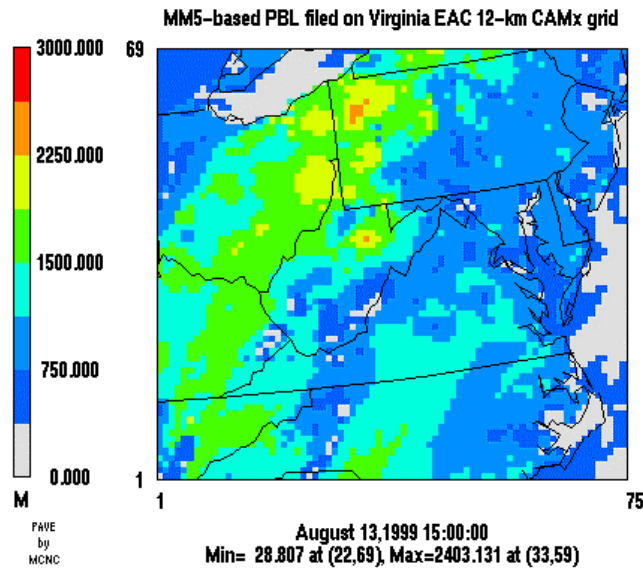 MM5-based PBL filed on Virginia EAC 12-km CAMx grid
69
3000.000
2250.000
1500.000
750.000
0.000
1
M
1
75
PAVE
by
MCNC
August 13,1999 15:00:00
Min= 28.807 at (22,69), Max=2403.131 at (33,59)